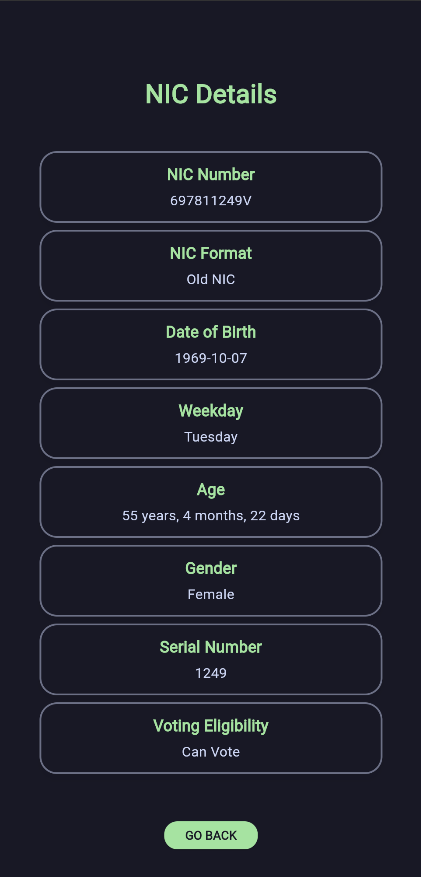 NIC Details
NIC Number
697811249V
NIC Format
Old NIC
Date of Birth
1969-10-07
Weekday
Tuesday
Age
55 years, 4 months, 22 days
Gender
Female
Serial Number
1249
Voting Eligibility
Can Vote
GO BACK